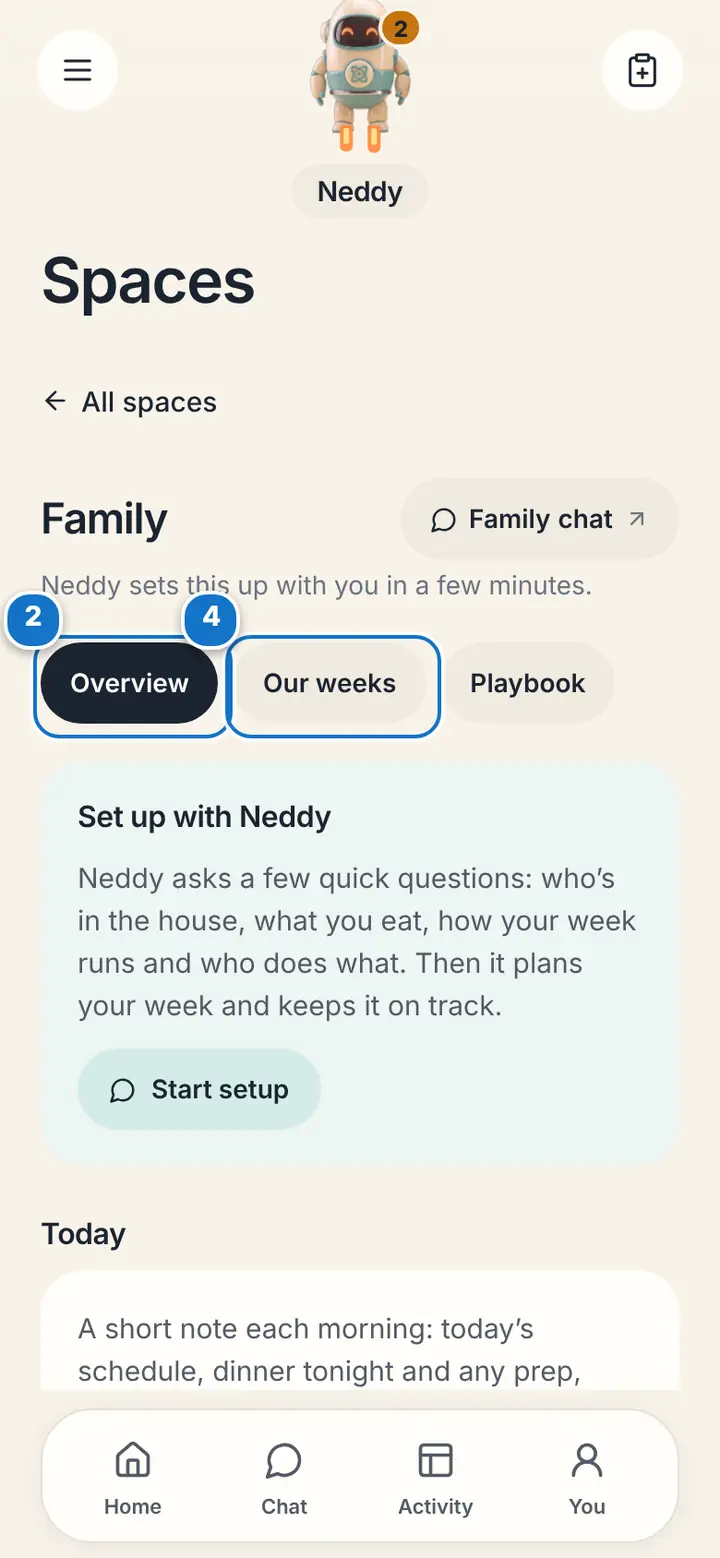 2
Neddy
Spaces
All spaces
Family
Family chat
Neddy sets this up with you in a few minutes.
2
4
Overview
Our weeks
Playbook
Set up with Neddy
Neddy asks a few quick questions: who’s
in the house, what you eat, how your week
runs and who does what. Then it plans
your week and keeps it on track.
Start setup
Today
A short note each morning: today’s
schedule, dinner tonight and any prep,
Home
Chat
Activity
You